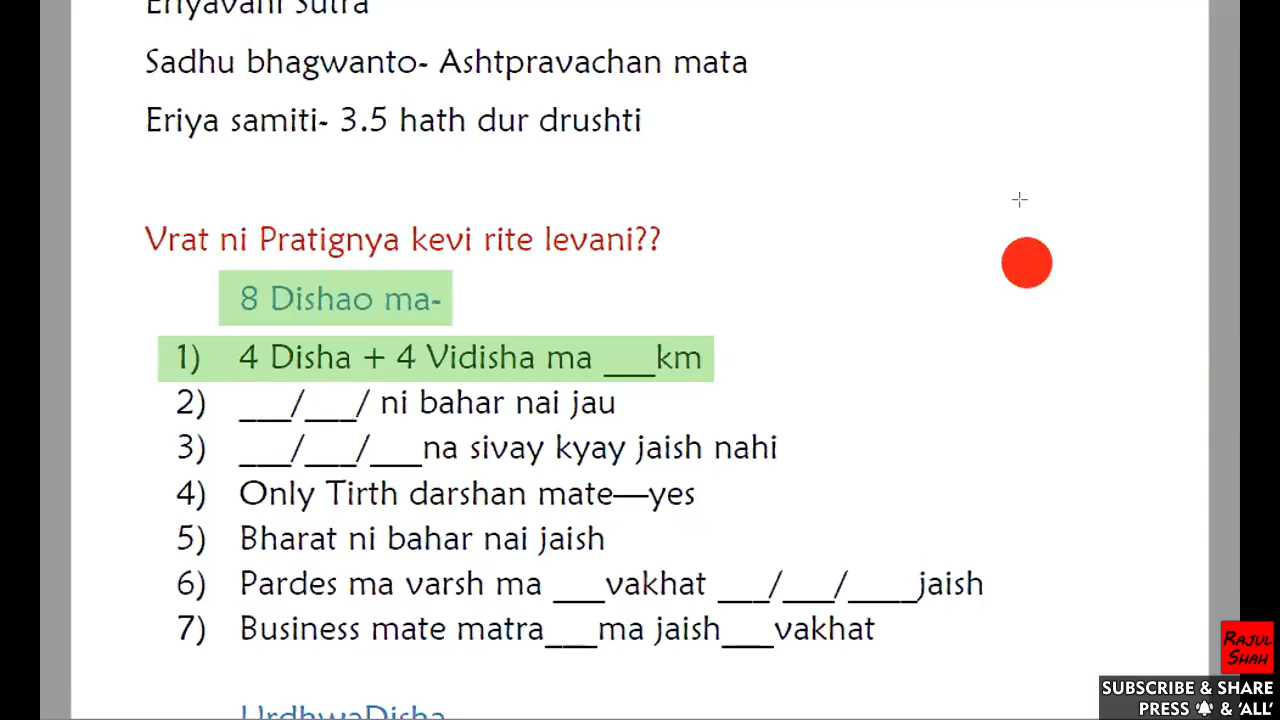 Eriyavahi Sutra
Sadhu bhagwanto- Ashtpravachan mata
Eriya samiti- 3.5 hath dur drushti
Vrat ni Pratignya kevi rite levani??
8 Dishao ma-
1) 4 Disha + 4 Vidisha ma ___km
2) ___/___/ ni bahar nai jau
3) ___/___/___na sivay kyay jaish nahi
4) Only Tirth darshan mate—yes
5) Bharat ni bahar nai jaish
6) Pardes ma varsh ma ___vakhat ___/___/____jaish
7) Business mate matra___ma jaish___vakhat
UrdhwaDisha
RAJUL
SHAH
SUBSCRIBE & SHARE
PRESS & 'ALL'